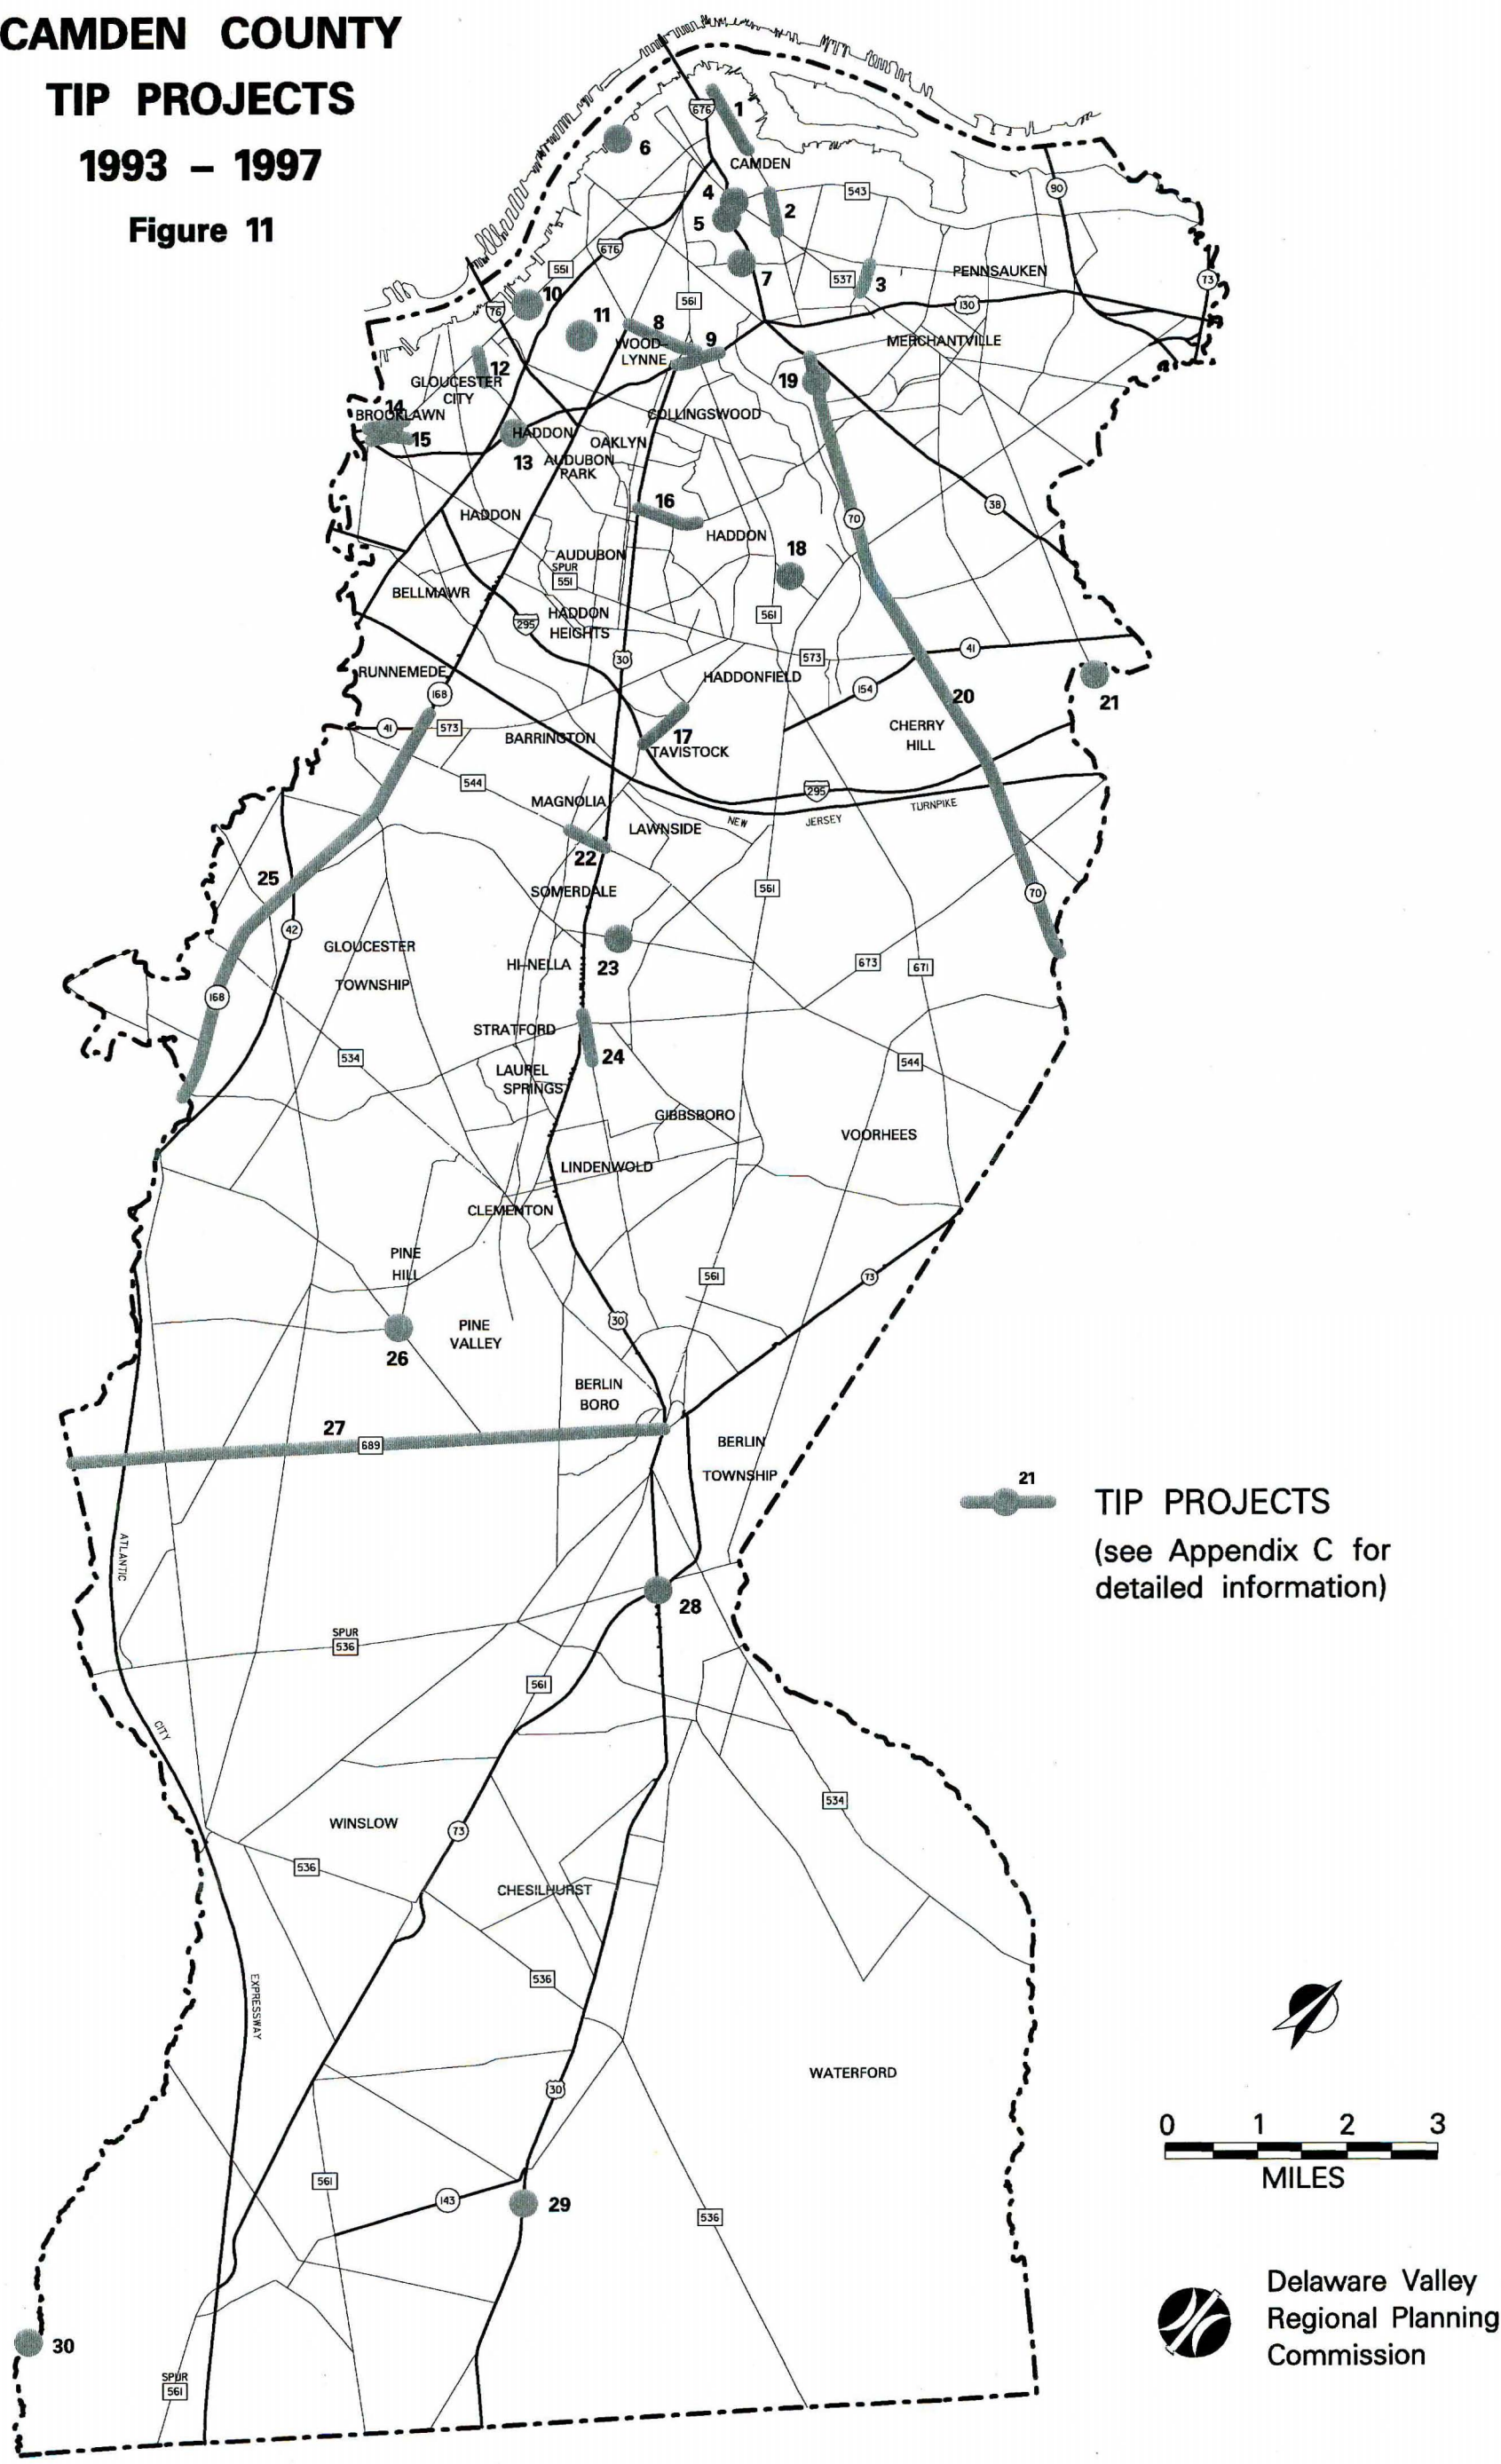 CAMDEN COUNTY
TIP PROJECTS
1993 – 1997
Figure 11
676
1
6
CAMDEN
90
4
543
2
5
676
551
7
537
3
PENNSAUKEN
73
10
76
561
130
11
8
9
WOOD-
LYNNE
MERCHANTVILLE
12
GLOUCESTER
CITY
19
14
BROOKLAWN
15
COLLINGSWOOD
HADDON
OAKLYN
13
AUDUBON
PARK
16
38
HADDON
70
HADDON
AUDUBON
18
SPUR
551
BELLMAWR
HADDON
HEIGHTS
561
295
30
573
41
RUNNEMEDE
HADDONFIELD
168
154
20
21
41
573
17
CHERRY
HILL
BARRINGTON
TAVISTOCK
544
295
MAGNOLIA
NEW
JERSEY
TURNPIKE
LAWNSIDE
22
25
561
70
SOMERDALE
42
GLOUCESTER
TOWNSHIP
HI-NELLA
23
673
671
168
STRATFORD
534
24
544
LAUREL
SPRINGS
GIBBSBORO
VOORHEES
LINDENWOLD
CLEMENTON
PINE
HILL
561
73
30
PINE
VALLEY
26
BERLIN
BORO
27
689
BERLIN
TOWNSHIP
21
TIP PROJECTS
(see Appendix C for
detailed information)
ATLANTIC
28
SPUR
536
561
CITY
534
WINSLOW
73
536
CHESILHURST
536
EXPRESSWAY
30
WATERFORD
0 1 2 3
MILES
561
143
29
536
Delaware Valley
Regional Planning
Commission
30
SPUR
561